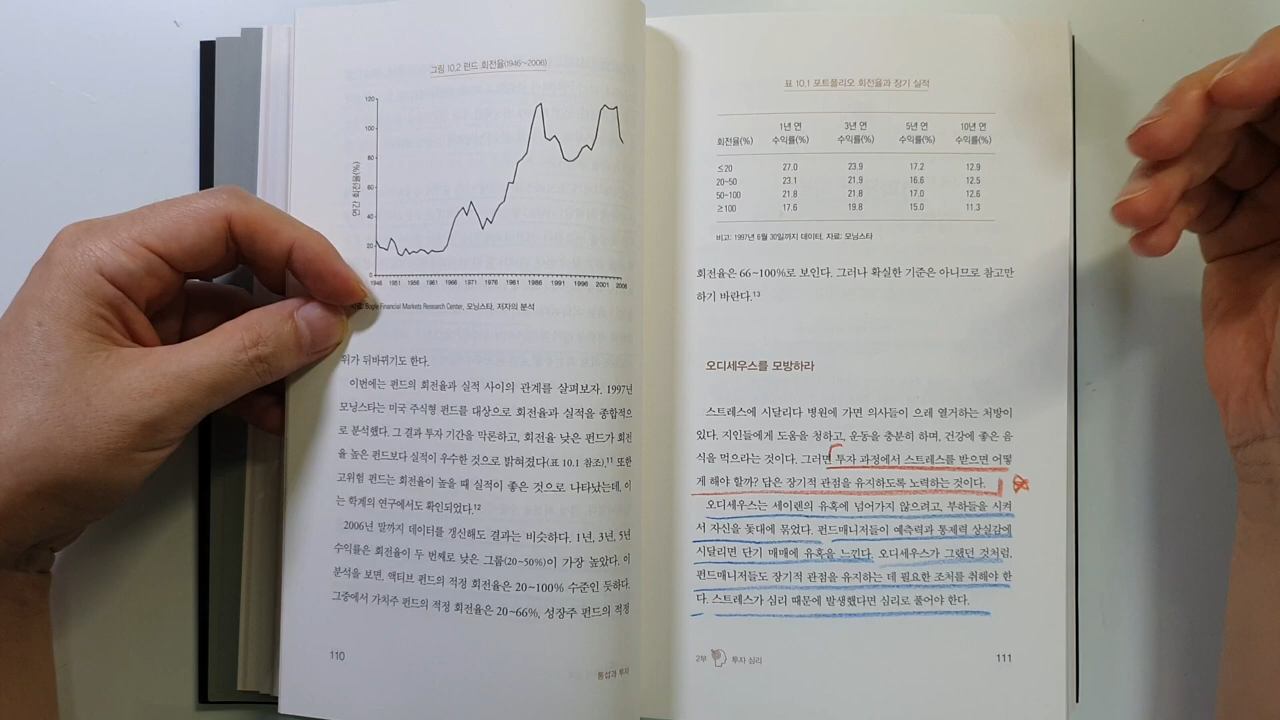 그림 10.2 펀드 회전율(1946~2006)
120
100
80
60
40
20
0
연간 회전율(%)
1946 1951 1956 1961 1966 1971 1976 1981 1986 1991 1996 2001 2006
Bogle Financial Markets Research Center, 모닝스타, 저자의 분석
위가 뒤바뀌기도 한다.
이번에는 펀드의 회전율과 실적 사이의 관계를 살펴보자. 1997년
모닝스타는 미국 주식형 펀드를 대상으로 회전율과 실적을 종합적으
로 분석했다. 그 결과 투자 기간을 막론하고, 회전율 낮은 펀드가 회전
율 높은 펀드보다 실적이 우수한 것으로 밝혀졌다(표 10.1 참조).11 또한
고위험 펀드는 회전율이 높을 때 실적이 좋은 것으로 나타났는데, 이
는 학계의 연구에서도 확인되었다.12
2006년 말까지 데이터를 갱신해도 결과는 비슷하다. 1년, 3년, 5년
수익률은 회전율이 두 번째로 낮은 그룹(20~50%)이 가장 높았다. 이
분석을 보면, 액티브 펀드의 적정 회전율은 20~100% 수준인 듯하다.
그중에서 가치주 펀드의 적정 회전율은 20~66%, 성장주 펀드의 적정
110
통섭과 투자
표 10.1 포트폴리오 회전율과 장기 실적
회전율(%) 1년 연 수익률(%) 3년 연 수익률(%) 5년 연 수익률(%) 10년 연 수익률(%)
≤20 27.0 23.9 17.2 12.9
20~50 23.1 21.9 16.6 12.5
50~100 21.8 21.8 17.0 12.6
≥100 17.6 19.8 15.0 11.3
비고: 1997년 6월 30일까지 데이터, 자료: 모닝스타
회전율은 66~100%로 보인다. 그러나 확실한 기준은 아니므로 참고만
하기 바란다.13
오디세우스를 모방하라
스트레스에 시달리다 병원에 가면 의사들이 으레 열거하는 처방이
있다. 지인들에게 도움을 청하고, 운동을 충분히 하며, 건강에 좋은 음
식을 먹으라는 것이다. 그러면 투자 과정에서 스트레스를 받으면 어떻
게 해야 할까? 답은 장기적 관점을 유지하도록 노력하는 것이다.
오디세우스는 세이렌의 유혹에 넘어가지 않으려고, 부하들을 시켜
서 자신을 돛대에 묶었다. 펀드매니저들이 예측력과 통제력 상실감에
시달리면 단기 매매에 유혹을 느낀다. 오디세우스가 그랬던 것처럼,
펀드매니저들도 장기적 관점을 유지하는 데 필요한 조처를 취해야 한
다. 스트레스가 심리 때문에 발생했다면 심리로 풀어야 한다.
2부 투자 심리
111